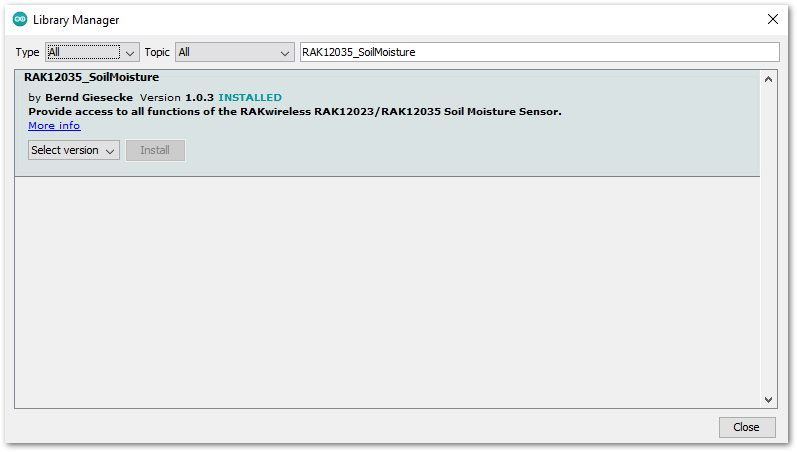 Library Manager
Type All Topic All RAK12035_SoilMoisture
RAK12035_SoilMoisture
by Bernd Giesecke Version 1.0.3 INSTALLED
Provide access to all functions of the RAKwireless RAK12023/RAK12035 Soil Moisture Sensor.
More info
Select version Install
Close